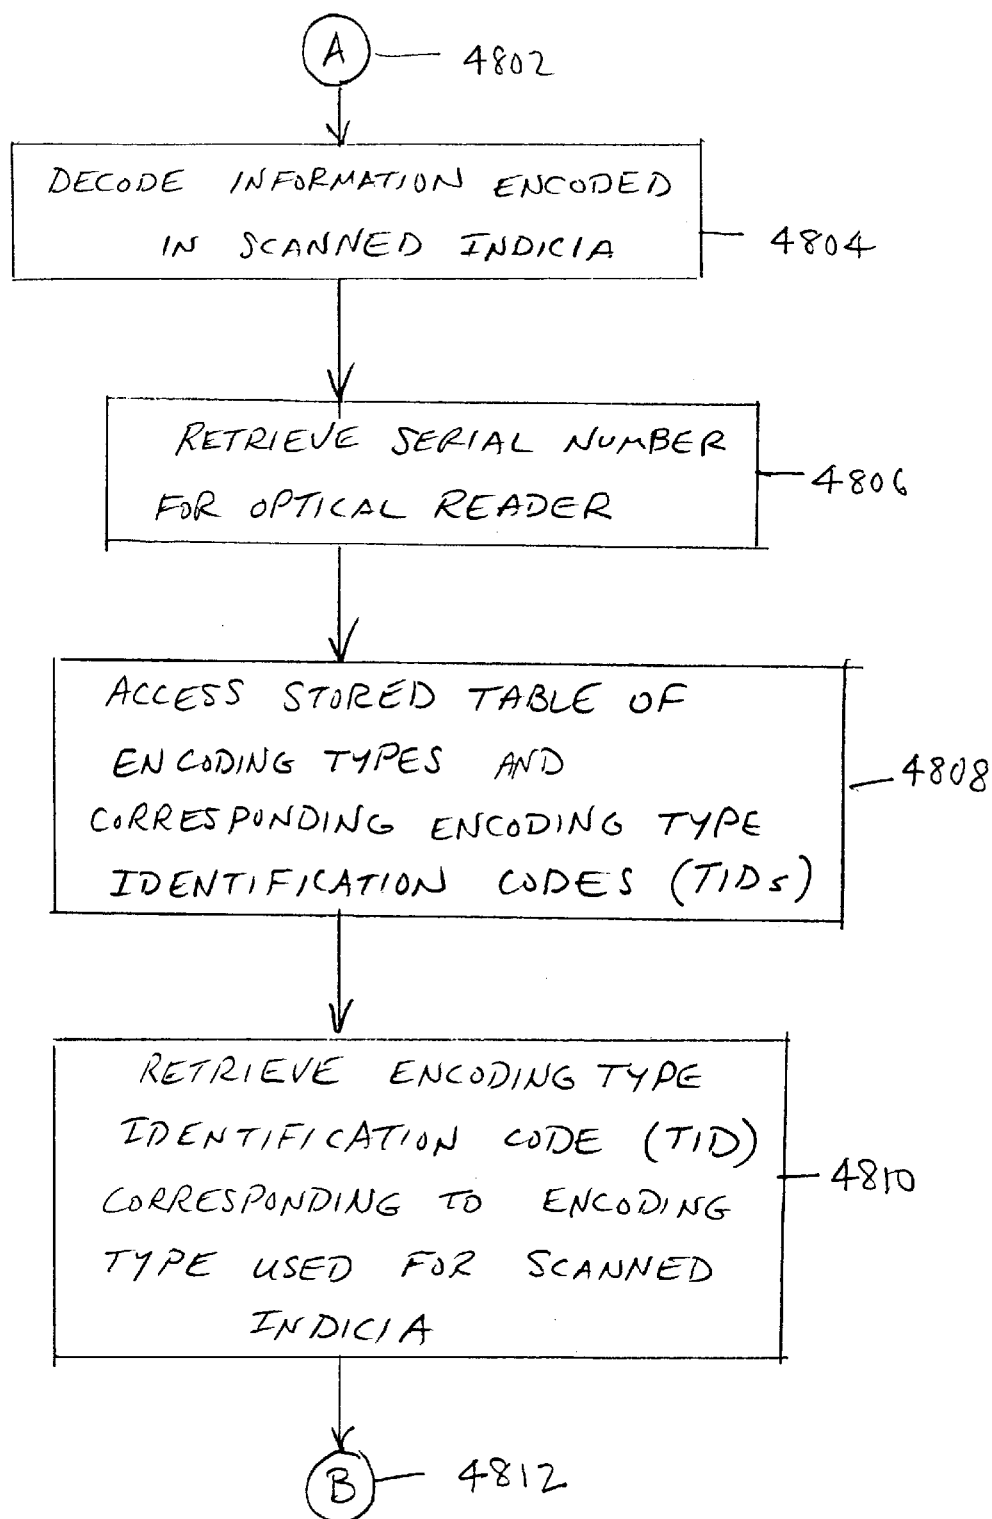 A 4802
DECODE INFORMATION ENCODED
IN SCANNED INDICIA
4804
RETRIEVE SERIAL NUMBER
FOR OPTICAL READER
4806
ACCESS STORED TABLE OF
ENCODING TYPES AND
CORRESPONDING ENCODING TYPE
IDENTIFICATION CODES (TIDs)
4808
RETRIEVE ENCODING TYPE
IDENTIFICATION CODE (TID)
CORRESPONDING TO ENCODING
TYPE USED FOR SCANNED
INDICIA
4810
B 4812